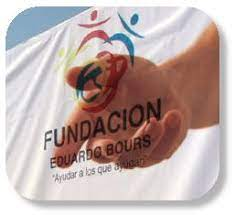 FUNDACION
EDUARDO BOURS
"Ayudar a los que ayudan"